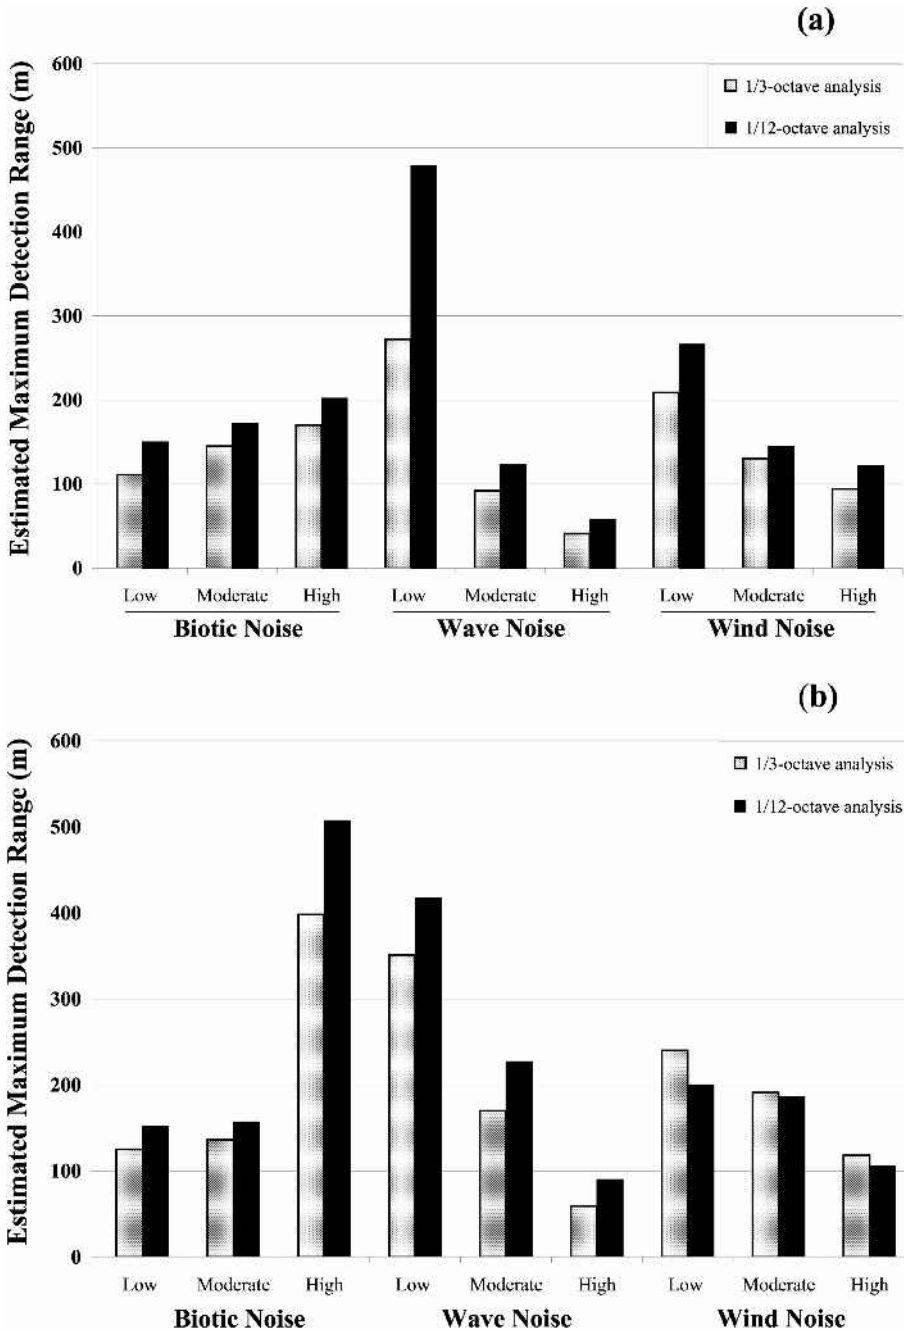 (a)
Estimated Maximum Detection Range (m)
600
500
400
300
200
100
0
1/3-octave analysis
1/12-octave analysis
Low Moderate High Low Moderate High Low Moderate High
Biotic Noise Wave Noise Wind Noise
(b)
Estimated Maximum Detection Range (m)
600
500
400
300
200
100
0
1/3-octave analysis
1/12-octave analysis
Low Moderate High Low Moderate High Low Moderate High
Biotic Noise Wave Noise Wind Noise